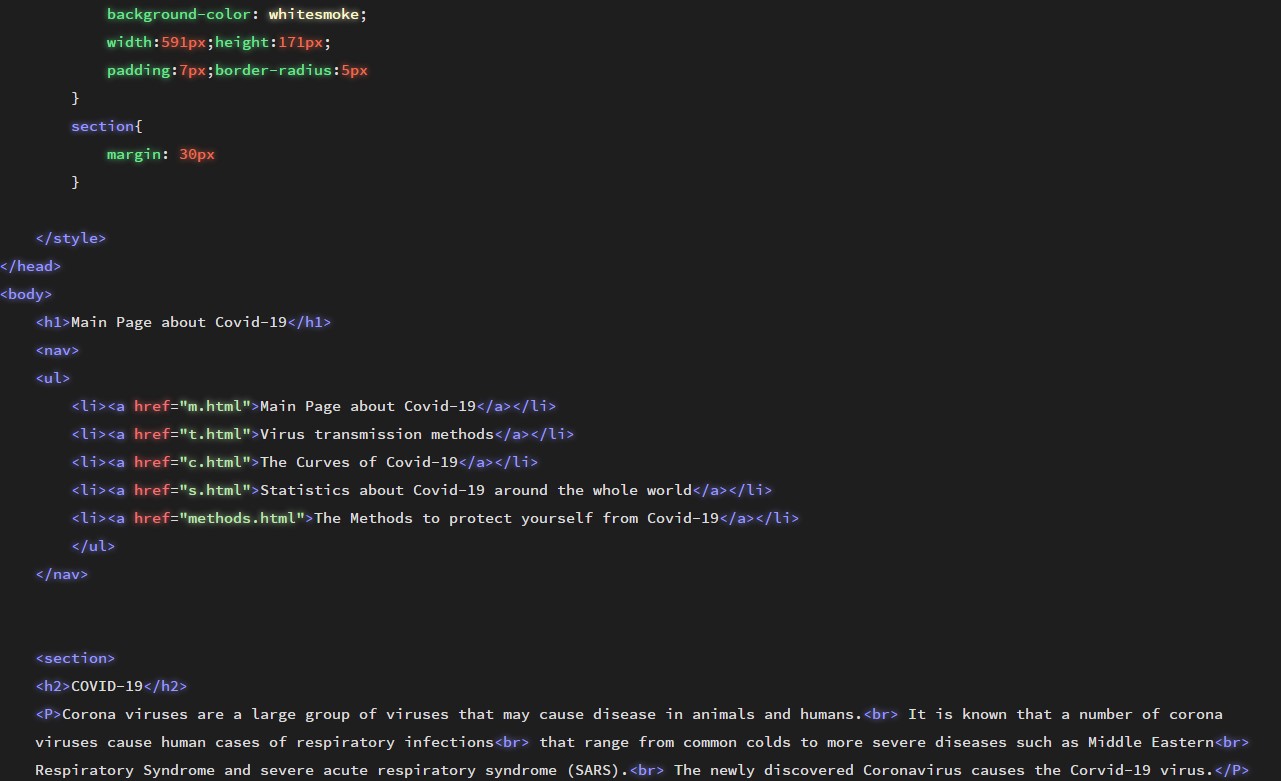 background-color: whitesmoke;
width:591px;height:171px;
padding:7px;border-radius:5px
}
section{
margin: 30px
}
</style>
</head>
<body>
<h1>Main Page about Covid-19</h1>
<nav>
<ul>
<li><a href="m.html">Main Page about Covid-19</a></li>
<li><a href="t.html">Virus transmission methods</a></li>
<li><a href="c.html">The Curves of Covid-19</a></li>
<li><a href="s.html">Statistics about Covid-19 around the whole world</a></li>
<li><a href="methods.html">The Methods to protect yourself from Covid-19</a></li>
</ul>
</nav>
<section>
<h2>COVID-19</h2>
<P>Corona viruses are a large group of viruses that may cause disease in animals and humans.<br> It is known that a number of corona
viruses cause human cases of respiratory infections<br> that range from common colds to more severe diseases such as Middle Eastern<br>
Respiratory Syndrome and severe acute respiratory syndrome (SARS).<br> The newly discovered Coronavirus causes the Corvid-19 virus.</P>